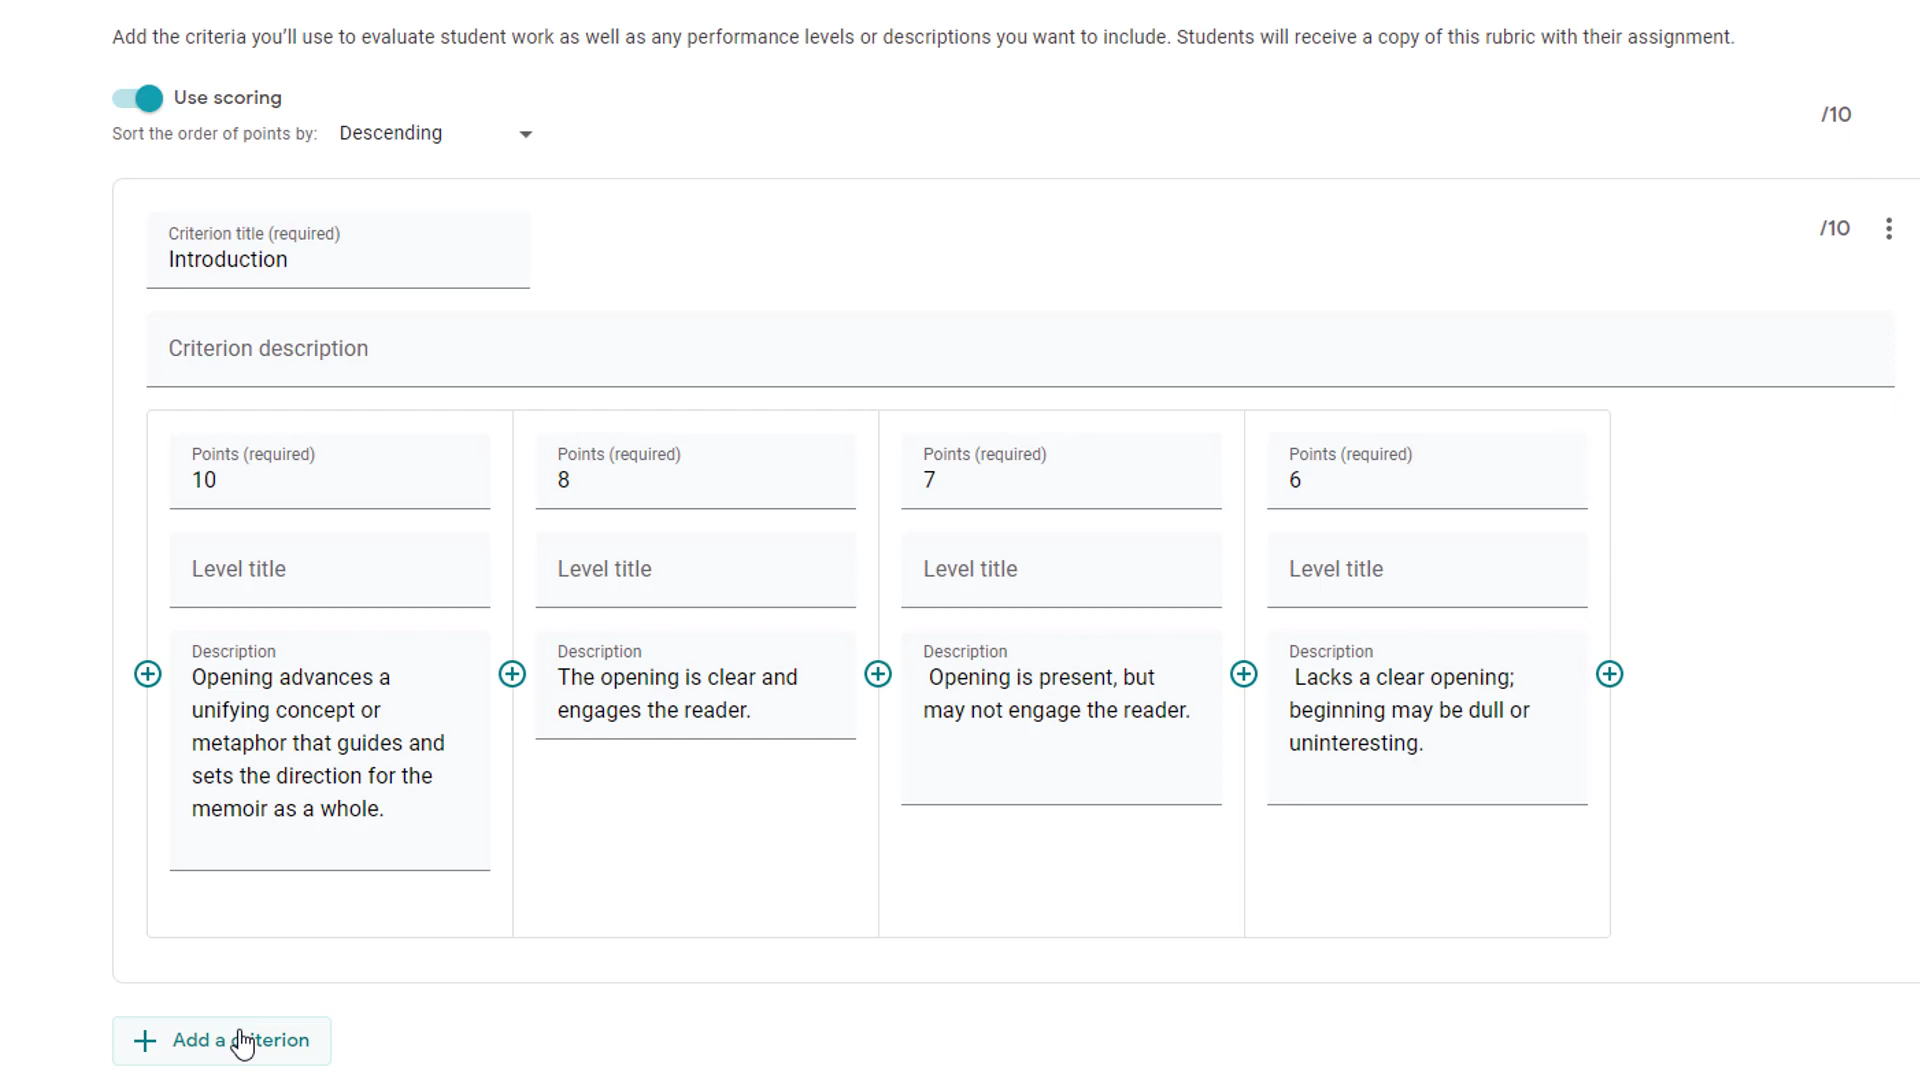 Add the criteria you’ll use to evaluate student work as well as any performance levels or descriptions you want to include. Students will receive a copy of this rubric with their assignment.
Use scoring
/10
Sort the order of points by: Descending
Criterion title (required)
Introduction
/10
Criterion description
Points (required)
10
Level title
Description
Opening advances a
unifying concept or
metaphor that guides and
sets the direction for the
memoir as a whole.
Points (required)
8
Level title
Description
The opening is clear and
engages the reader.
Points (required)
7
Level title
Description
Opening is present, but
may not engage the reader.
Points (required)
6
Level title
Description
Lacks a clear opening;
beginning may be dull or
uninteresting.
Add a criterion